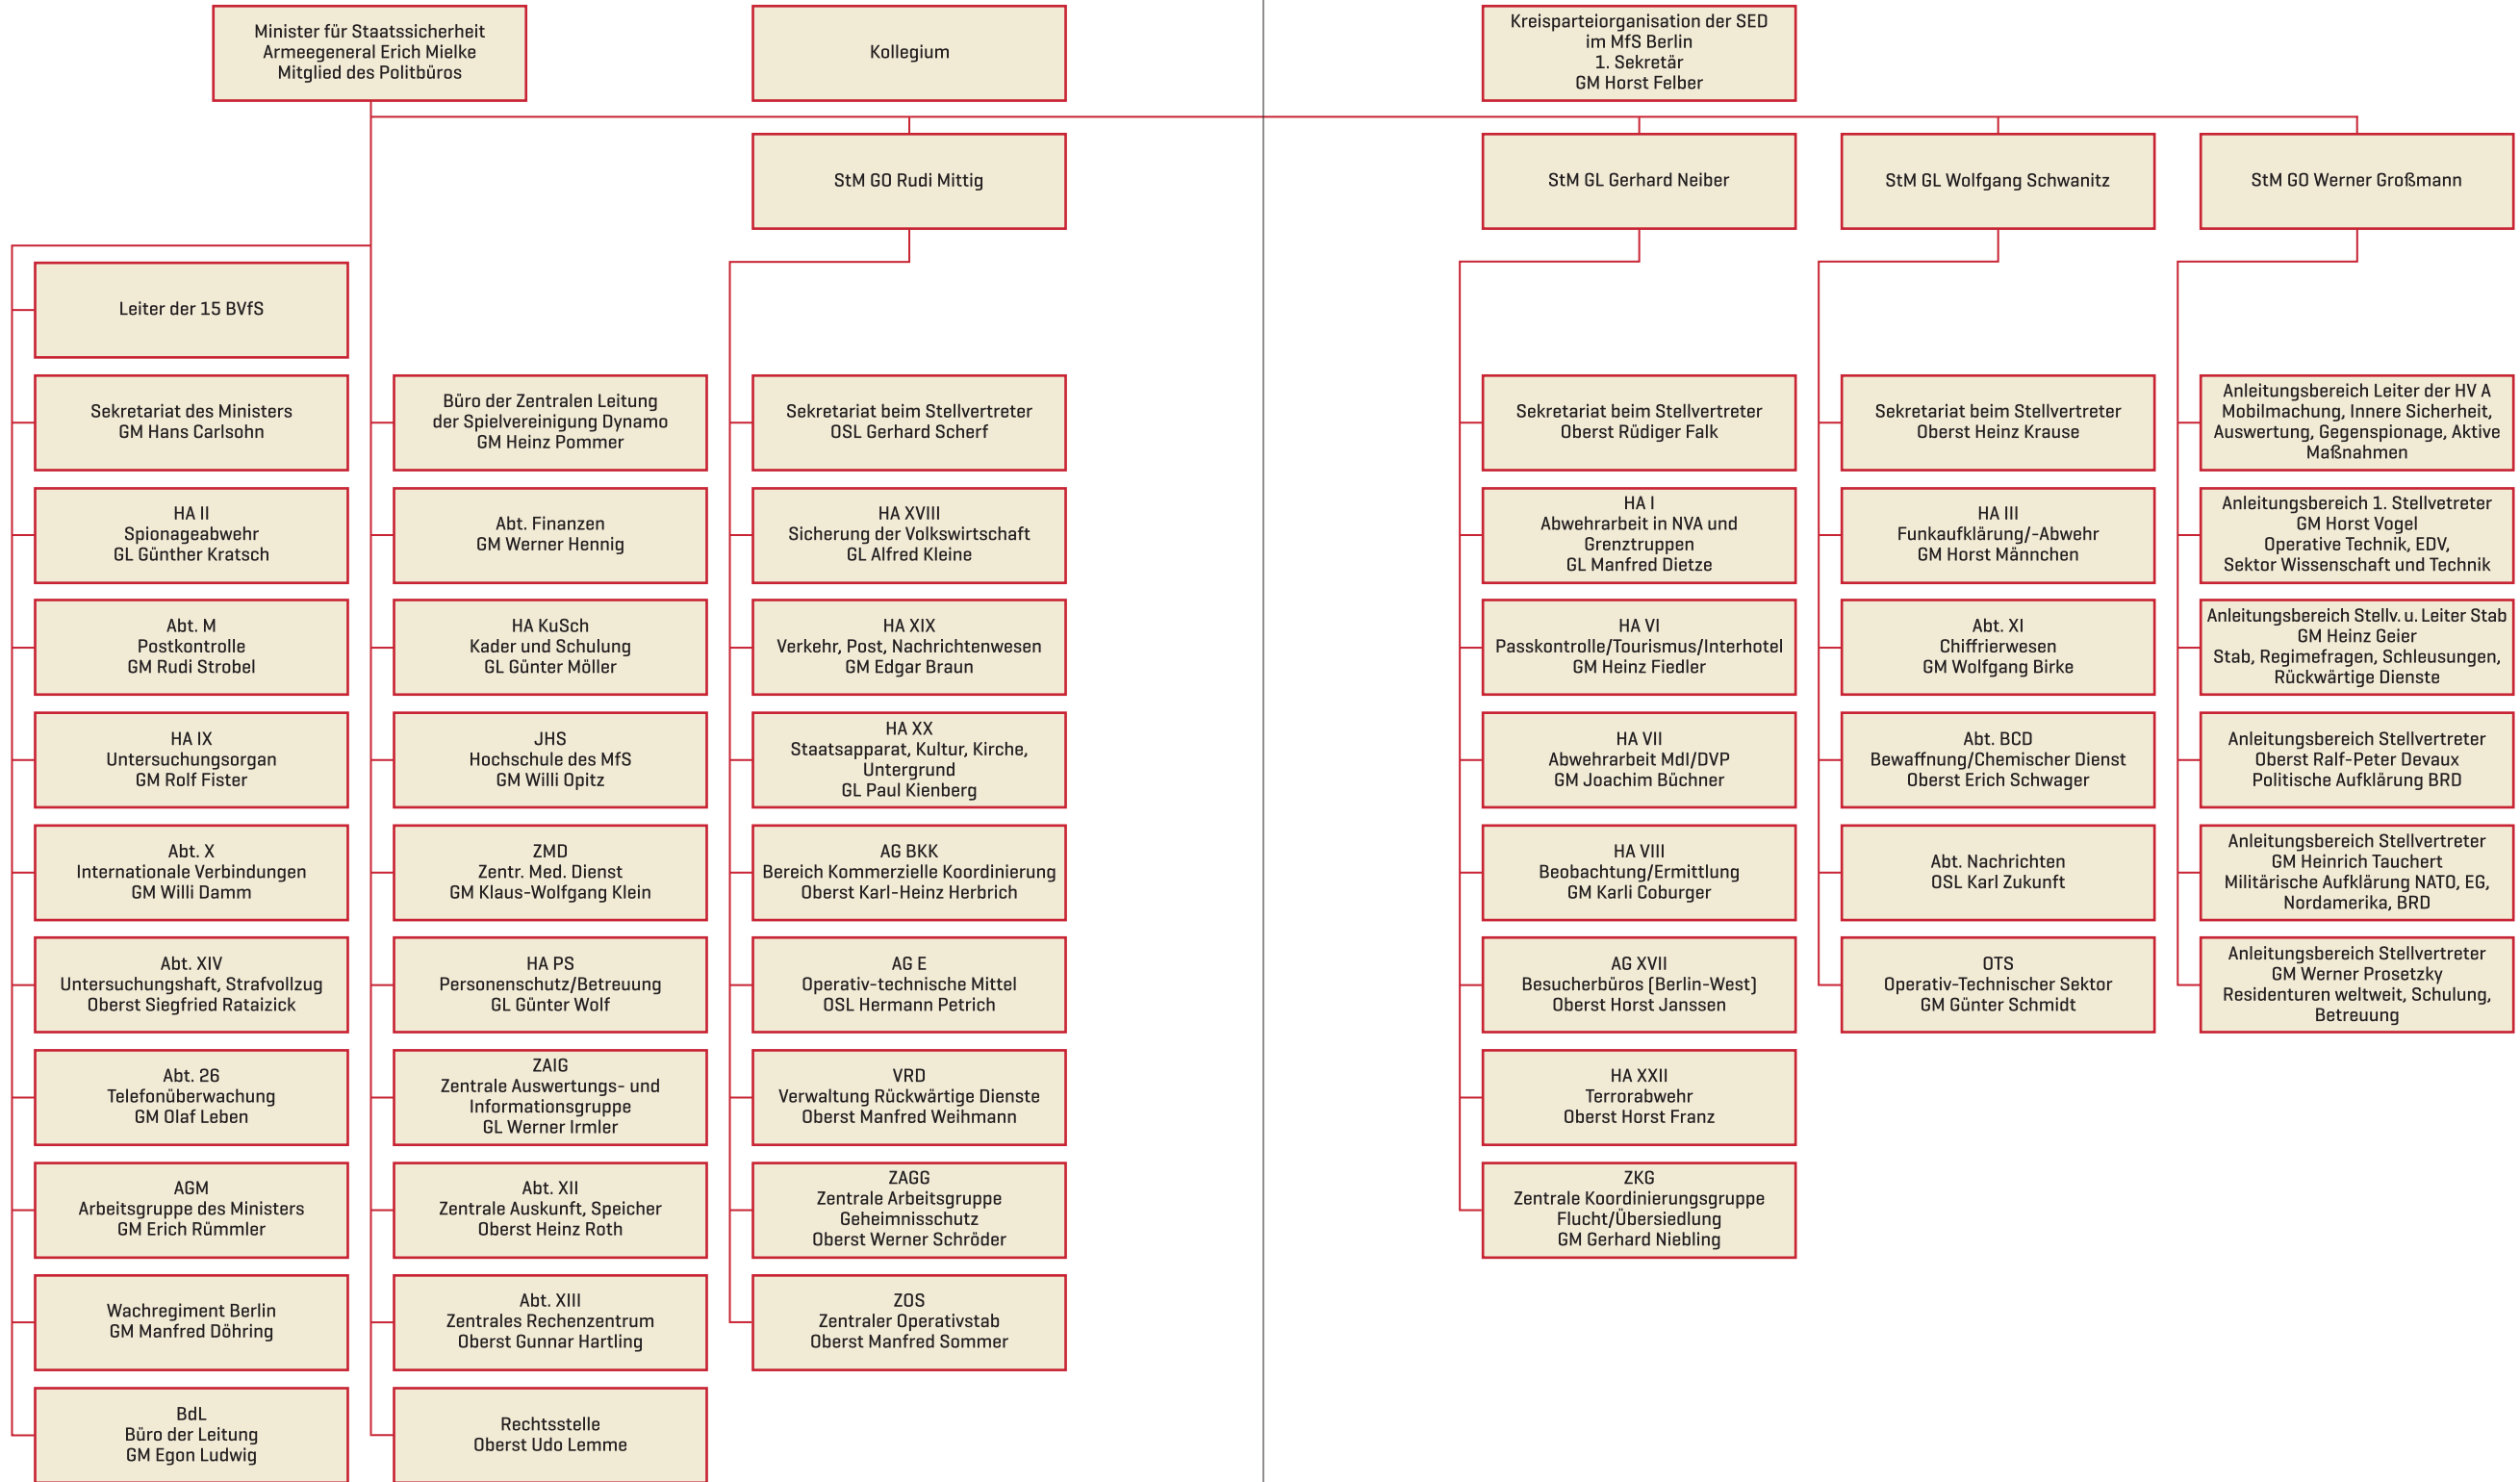 Minister für Staatssicherheit
Armeegeneral Erich Mielke
Mitglied des Politbüros
Kollegium
Kreisparteiorganisation der SED
im MfS Berlin
1. Sekretär
GM Horst Felber
StM GO Rudi Mittig
StM GL Gerhard Neiber
StM GL Wolfgang Schwanitz
StM GO Werner Großmann
Leiter der 15 BVfS
Sekretariat des Ministers
GM Hans Carlsohn
HA II
Spionageabwehr
GL Günther Kratsch
Abt. M
Postkontrolle
GM Rudi Strobel
HA IX
Untersuchungsorgan
GM Rolf Fister
Abt. X
Internationale Verbindungen
GM Willi Damm
Abt. XIV
Untersuchungshaft, Strafvollzug
Oberst Siegfried Rataizick
Abt. 26
Telefonüberwachung
GM Olaf Leben
AGM
Arbeitsgruppe des Ministers
GM Erich Rümmler
Wachregiment Berlin
GM Manfred Döhring
BdL
Büro der Leitung
GM Egon Ludwig
Büro der Zentralen Leitung
der Spielvereinigung Dynamo
GM Heinz Pommer
Abt. Finanzen
GM Werner Hennig
HA KuSch
Kader und Schulung
GL Günter Möller
JHS
Hochschule des MfS
GM Willi Opitz
ZMD
Zentr. Med. Dienst
GM Klaus-Wolfgang Klein
HA PS
Personenschutz/Betreuung
GL Günter Wolf
ZAIG
Zentrale Auswertungs- und
Informationsgruppe
GL Werner Irmler
Abt. XII
Zentrale Auskunft, Speicher
Oberst Heinz Roth
Abt. XIII
Zentrales Rechenzentrum
Oberst Gunnar Hartling
Rechtsstelle
Oberst Udo Lemme
Sekretariat beim Stellvertreter
OSL Gerhard Scherf
HA XVIII
Sicherung der Volkswirtschaft
GL Alfred Kleine
HA XIX
Verkehr, Post, Nachrichtenwesen
GM Edgar Braun
HA XX
Staatsapparat, Kultur, Kirche,
Untergrund
GL Paul Kienberg
AG BKK
Bereich Kommerzielle Koordinierung
Oberst Karl-Heinz Herbrich
AG E
Operativ-technische Mittel
OSL Hermann Petrich
VRD
Verwaltung Rückwärtige Dienste
Oberst Manfred Weihmann
ZAGG
Zentrale Arbeitsgruppe
Geheimnisschutz
Oberst Werner Schröder
ZOS
Zentraler Operativstab
Oberst Manfred Sommer
Sekretariat beim Stellvertreter
Oberst Rüdiger Falk
HA I
Abwehrarbeit in NVA und
Grenztruppen
GL Manfred Dietze
HA VI
Passkontrolle/Tourismus/Interhotel
GM Heinz Fiedler
HA VII
Abwehrarbeit MdI/DVP
GM Joachim Büchner
HA VIII
Beobachtung/Ermittlung
GM Karli Coburger
AG XVII
Besucherbüros (Berlin-West)
Oberst Horst Janssen
HA XXII
Terrorabwehr
Oberst Horst Franz
ZKG
Zentrale Koordinierungsgruppe
Flucht/Übersiedlung
GM Gerhard Niebling
Sekretariat beim Stellvertreter
Oberst Heinz Krause
HA III
Funkaufklärung/-Abwehr
GM Horst Männchen
Abt. XI
Chiffrierwesen
GM Wolfgang Birke
Abt. BCD
Bewaffnung/Chemischer Dienst
Oberst Erich Schwager
Abt. Nachrichten
OSL Karl Zukunft
OTS
Operativ-Technischer Sektor
GM Günter Schmidt
Anleitungsbereich Leiter der HV A
Mobilmachung, Innere Sicherheit,
Auswertung, Gegenspionage, Aktive
Maßnahmen
Anleitungsbereich 1. Stellvetreter
GM Horst Vogel
Operative Technik, EDV,
Sektor Wissenschaft und Technik
Anleitungsbereich Stellv. u. Leiter Stab
GM Heinz Geier
Stab, Regimefragen, Schleusungen,
Rückwärtige Dienste
Anleitungsbereich Stellvertreter
Oberst Ralf-Peter Devaux
Politische Aufklärung BRD
Anleitungsbereich Stellvertreter
GM Heinrich Tauchert
Militärische Aufklärung NATO, EG,
Nordamerika, BRD
Anleitungsbereich Stellvertreter
GM Werner Prosetzky
Residenturen weltweit, Schulung,
Betreuung